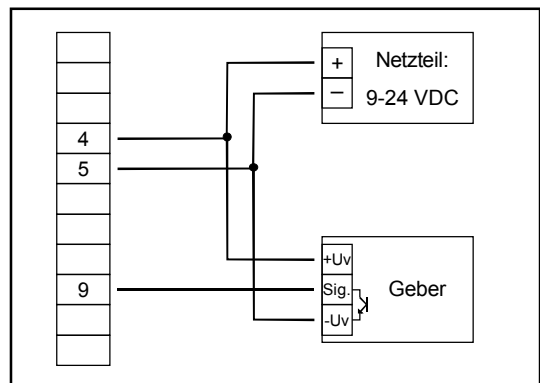 4
5
9
+
–
Netzteil:
9-24 VDC
+Uv
Sig.
-Uv
Geber